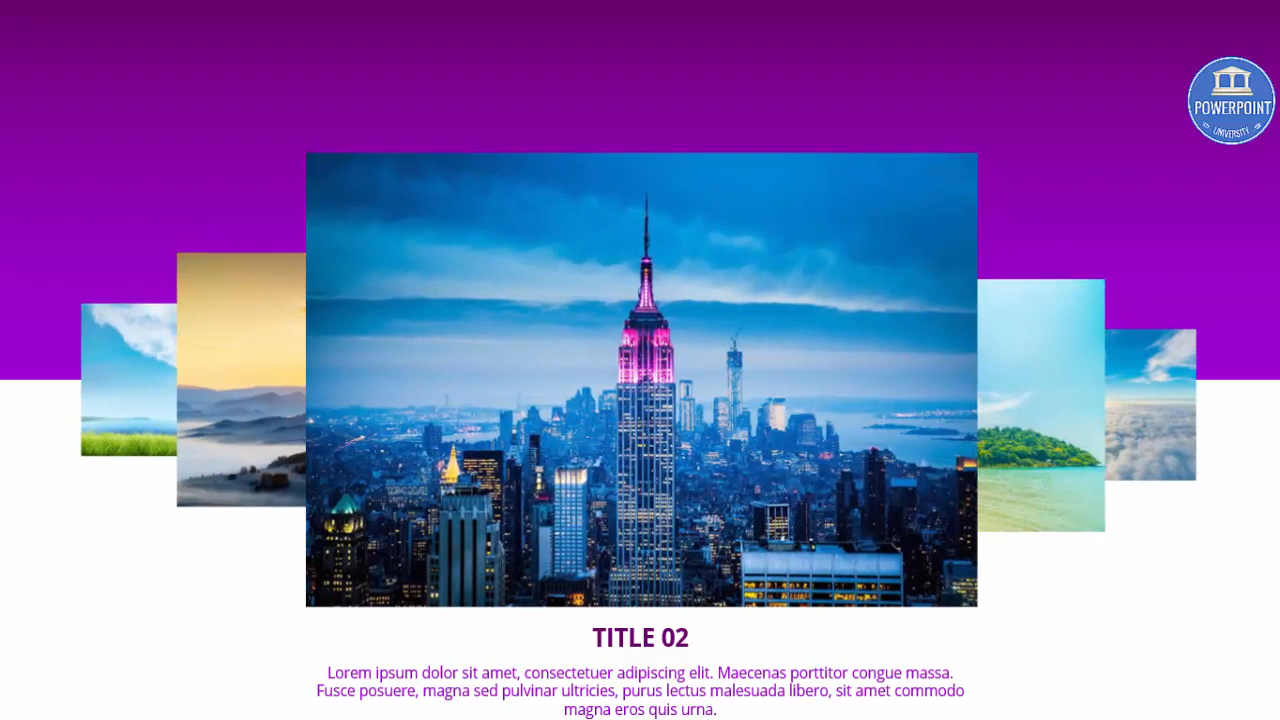 POWERPOINT
UNIVERSITY
TITLE 02
Lorem ipsum dolor sit amet, consectetuer adipiscing elit. Maecenas porttitor congue massa.
Fusce posuere, magna sed pulvinar ultricies, purus lectus malesuada libero, sit amet commodo
magna eros quis urna.